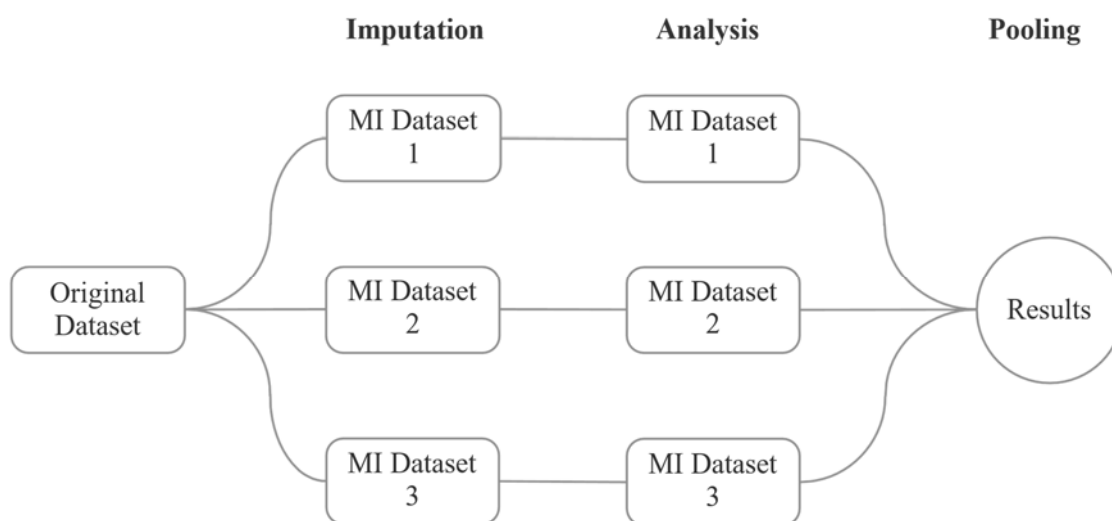 Imputation
Analysis
Pooling
MI Dataset
1
MI Dataset
1
Original
Dataset
MI Dataset
2
MI Dataset
2
Results
MI Dataset
3
MI Dataset
3